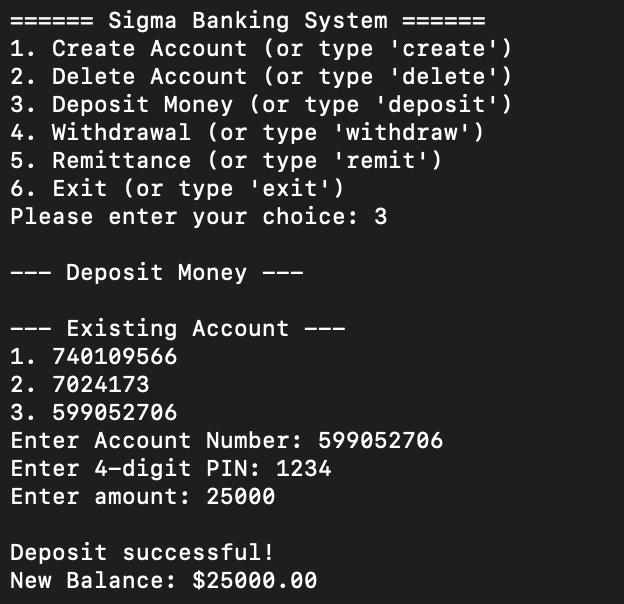 ====== Sigma Banking System ======
1. Create Account (or type 'create')
2. Delete Account (or type 'delete')
3. Deposit Money (or type 'deposit')
4. Withdrawal (or type 'withdraw')
5. Remittance (or type 'remit')
6. Exit (or type 'exit')
Please enter your choice: 3
--- Deposit Money ---
--- Existing Account ---
1. 740109566
2. 7024173
3. 599052706
Enter Account Number: 599052706
Enter 4-digit PIN: 1234
Enter amount: 25000
Deposit successful!
New Balance: $25000.00